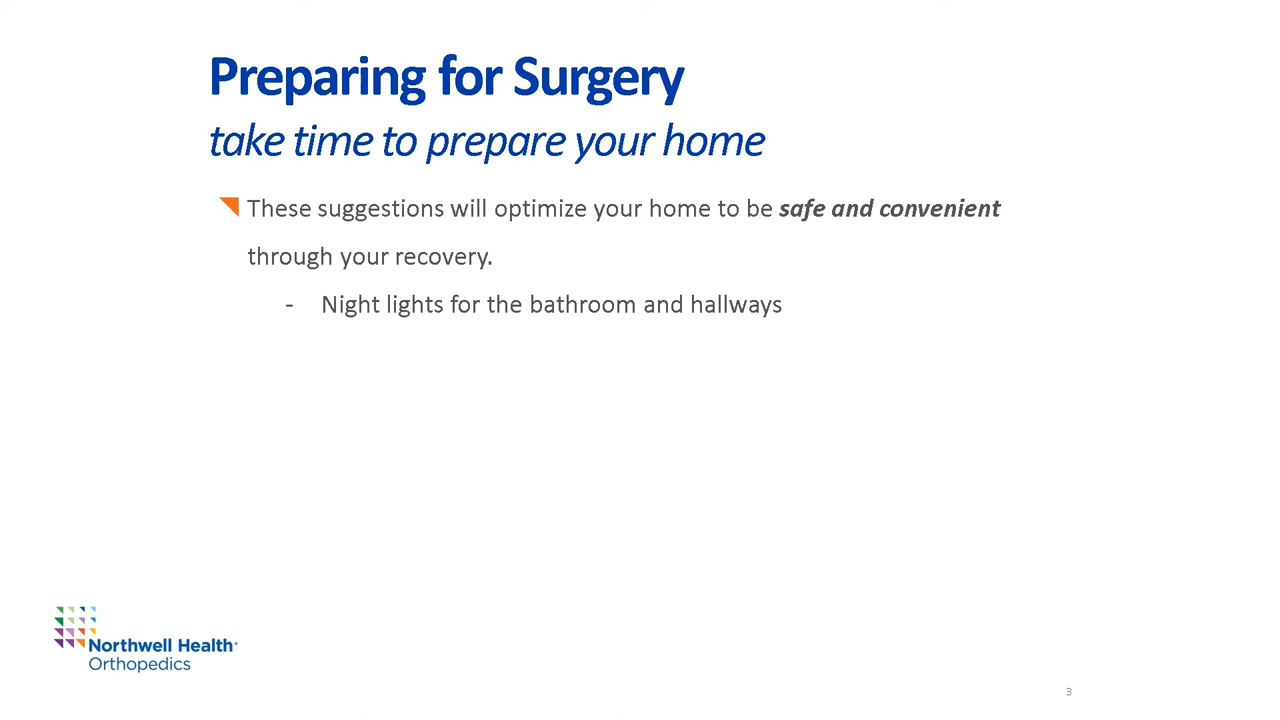 Preparing for Surgery
take time to prepare your home
These suggestions will optimize your home to be safe and convenient
through your recovery.
- Night lights for the bathroom and hallways
Northwell Health®
Orthopedics
3